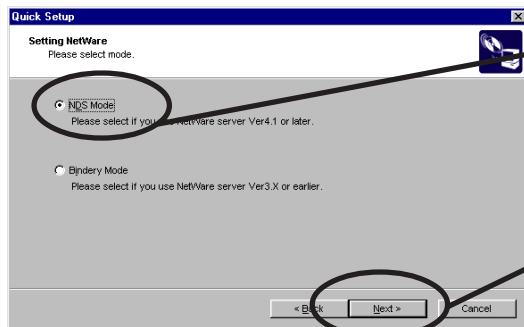 Quick Setup
Setting NetWare
Please select mode.
NDS Mode
Please select if you use NetWare server Ver4.1 or later.
Bindery Mode
Please select if you use NetWare server Ver3.X or earlier.
« Back Next » Cancel